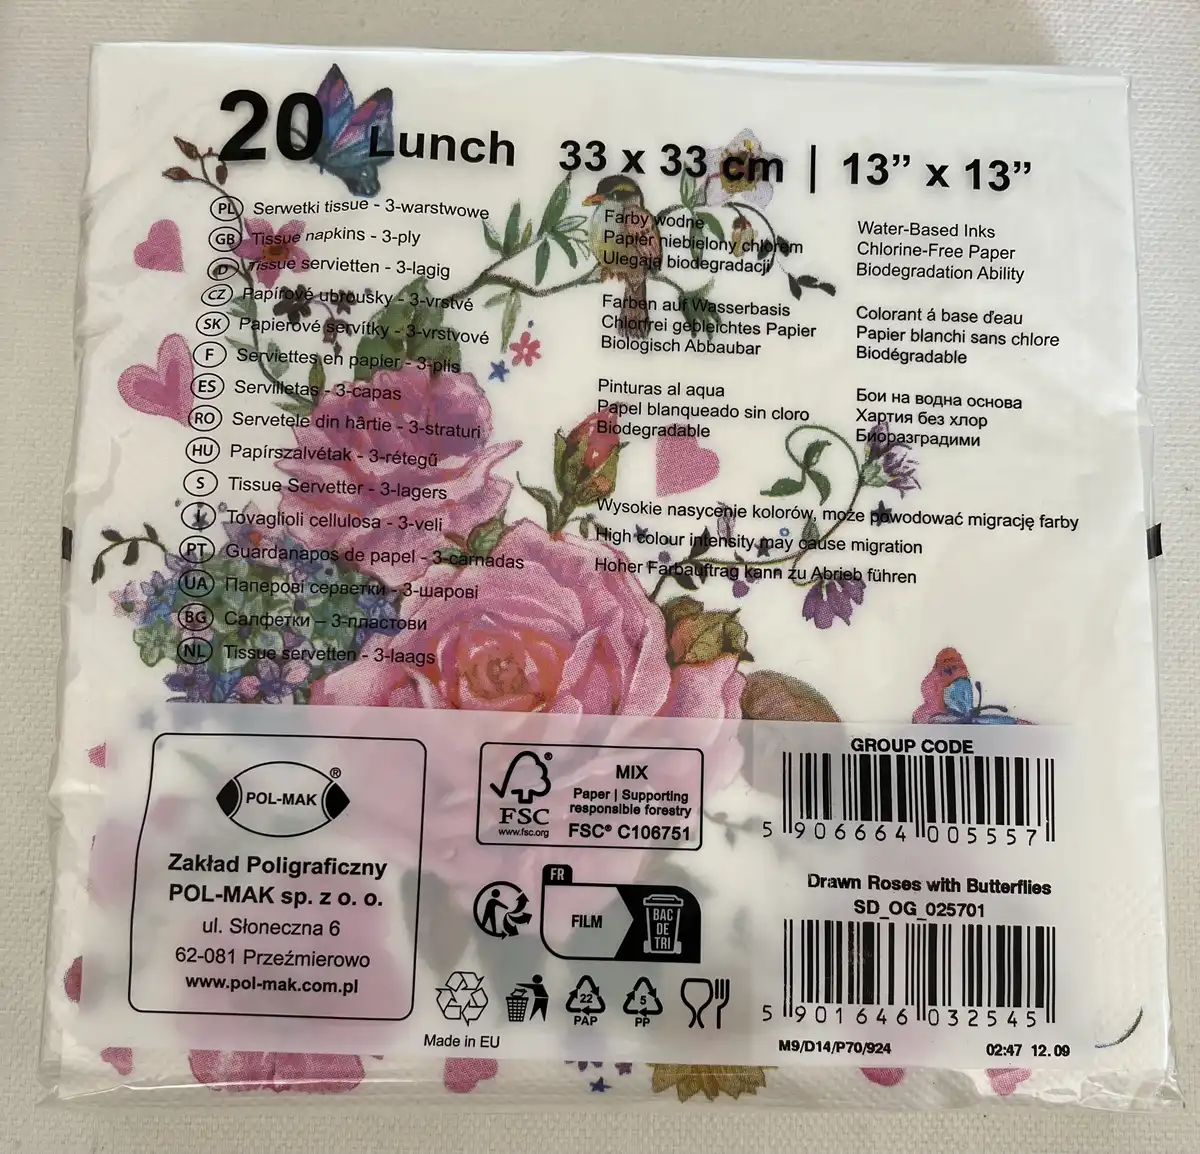 20 Lunch 33 x 33 cm | 13” x 13”
PL Serwetki tissue - 3-warstwowe
GB Tissue napkins - 3-ply
D Tissue servietten - 3-lagig
CZ Papírové ubrousky - 3-vrstvé
SK Papierové servítky - 3-vrstvové
F Serviettes en papier - 3-plis
ES Servilletas - 3-capas
RO Servetele din hârtie - 3-straturi
HU Papírszalvétak - 3-rétegű
S Tissue Servetter - 3-lagers
I Tovaglioli cellulosa - 3-veli
PT Guardanapos de papel - 3-camadas
UA Паперові серветки - 3-шарові
BG Салфетки – 3-пластови
NL Tissue servetten - 3-laags
Farby wodne
Papier niebielony chlorem
Ulegają biodegradacji
Farben auf Wasserbasis
Chlorfrei gebleichtes Papier
Biologisch Abbaubar
Pinturas al aqua
Papel blanqueado sin cloro
Biodegradable
Water-Based Inks
Chlorine-Free Paper
Biodegradation Ability
Colorant á base d'eau
Papier blanchi sans chlore
Biodégradable
Бои на водна основа
Хартия без хлор
Биоразградими
Wysokie nasycenie kolorów, może powodować migrację farby
High colour intensity may cause migration
Hoher Farbauftrag kann zu Abrieb führen
POL-MAK ®
Zakład Poligraficzny
POL-MAK sp. z o. o.
ul. Słoneczna 6
62-081 Przeźmierowo
www.pol-mak.com.pl
FSC
www.fsc.org
MIX
Paper | Supporting
responsible forestry
FSC® C106751
FR
FILM
BAC
DE
TRI
22
PAP
5
PP
Made in EU
GROUP CODE
5 906664 005557
Drawn Roses with Butterflies
SD_OG_025701
5 901646 032545
M9/D14/P70/924 02:47 12.09